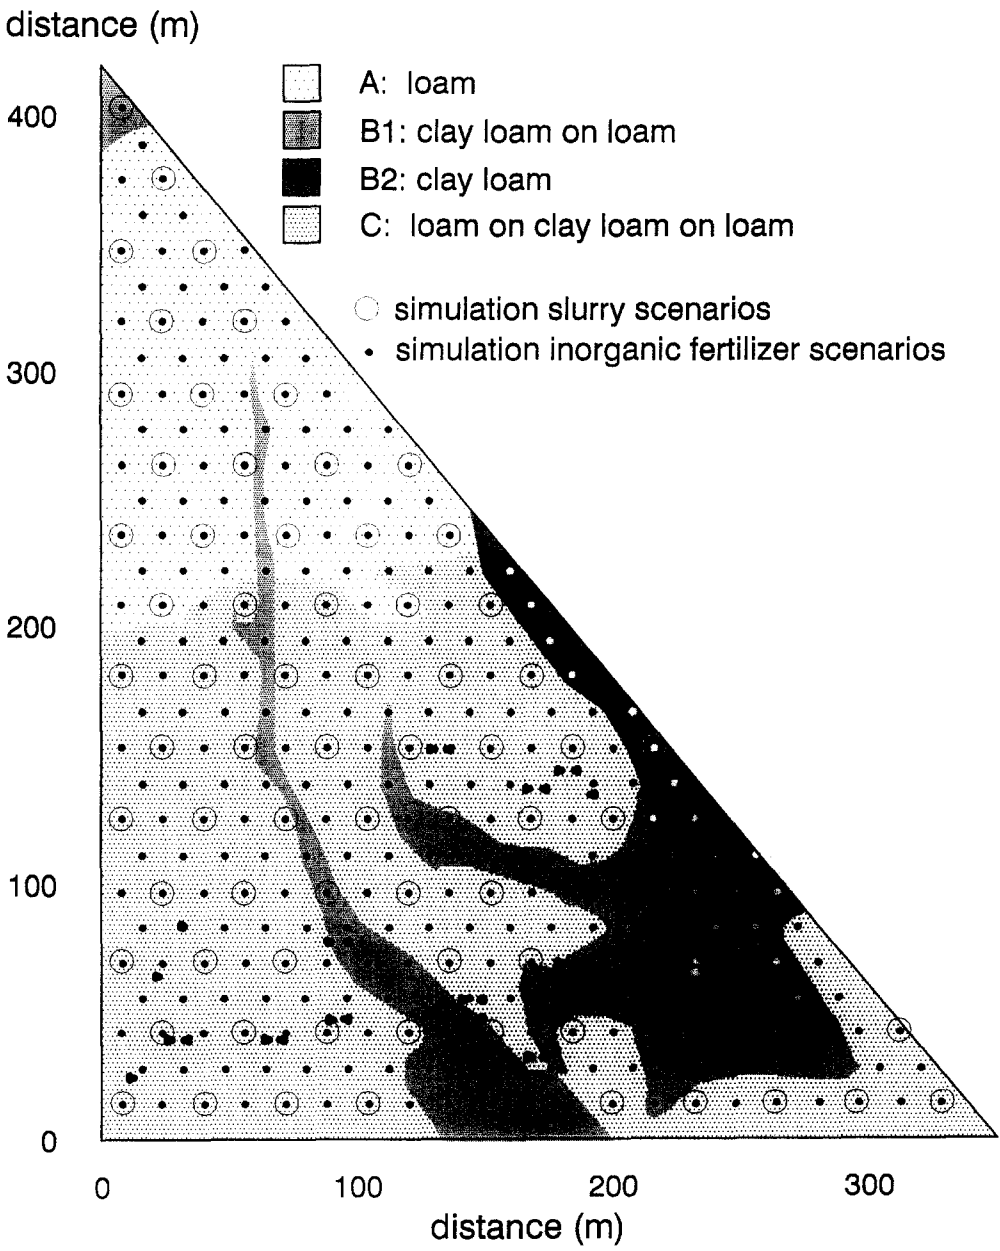 distance (m)
A: loam
B1: clay loam on loam
B2: clay loam
C: loam on clay loam on loam
simulation slurry scenarios
simulation inorganic fertilizer scenarios
400
300
200
100
0
0 100 200 300
distance (m)